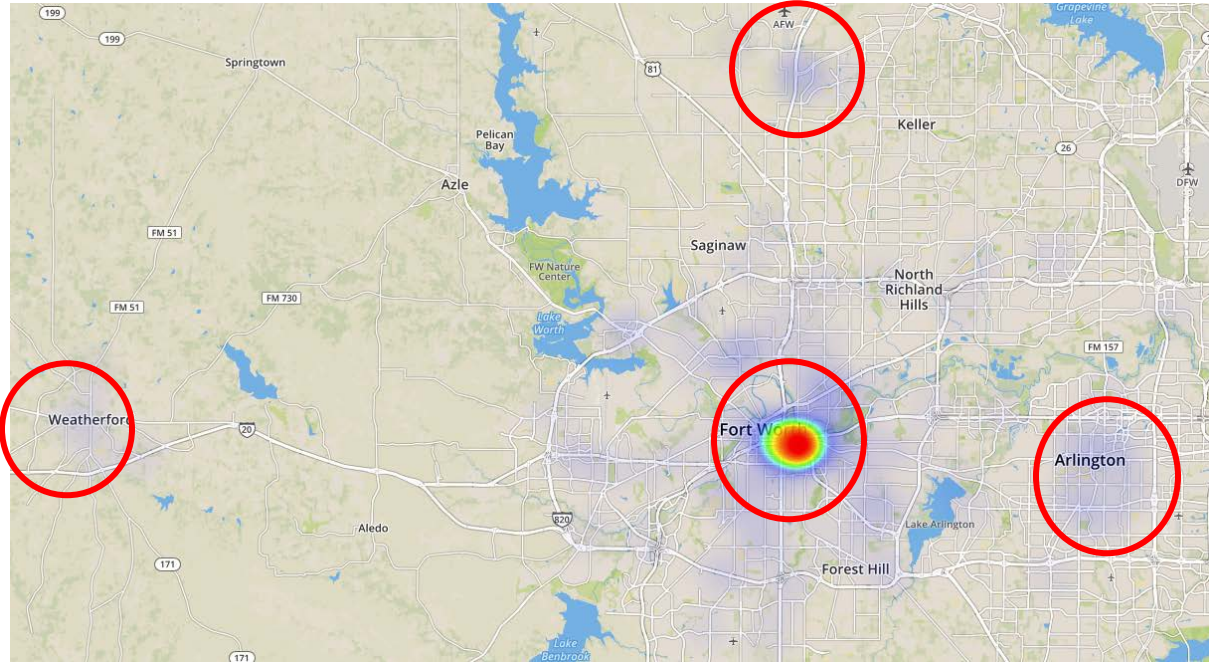 199
AFW
Grapevine
Lake
199
Springtown
81
Keller
Pelican
Bay
26
DFW
Azle
FM 51
Saginaw
FW Nature
Center
North
Richland
Hills
FM 730
FM 51
Lake
Worth
FM 157
Weatherford
20
Fort Worth
Arlington
820
Lake Arlington
Aledo
171
Forest Hill
Lake
Benbrook
171